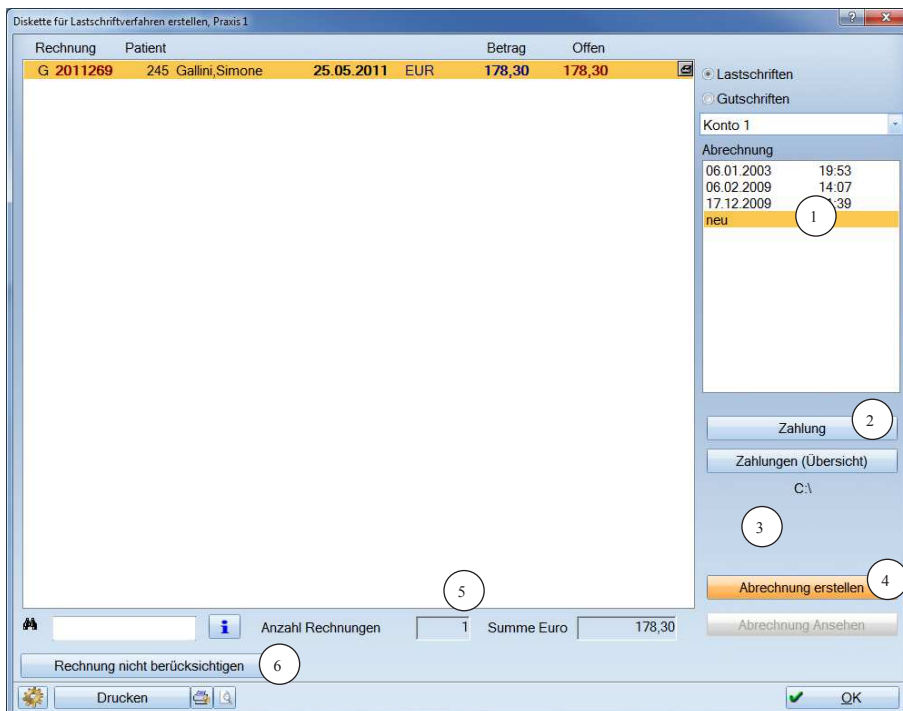 Diskette für Lastschriftverfahren erstellen, Praxis 1
Rechnung Patient Betrag Offen
G 2011269 245 Gallini,Simone 25.05.2011 EUR 178,30 178,30
Lastschriften
Gutschriften
Konto 1
Abrechnung
06.01.2003 19:53
06.02.2009 14:07
17.12.2009 :39
neu
1
Zahlung 2
Zahlungen (Übersicht)
C:\
3
Abrechnung erstellen 4
5
Anzahl Rechnungen 1 Summe Euro 178,30
Abrechnung Ansehen
Rechnung nicht berücksichtigen 6
Drucken
OK